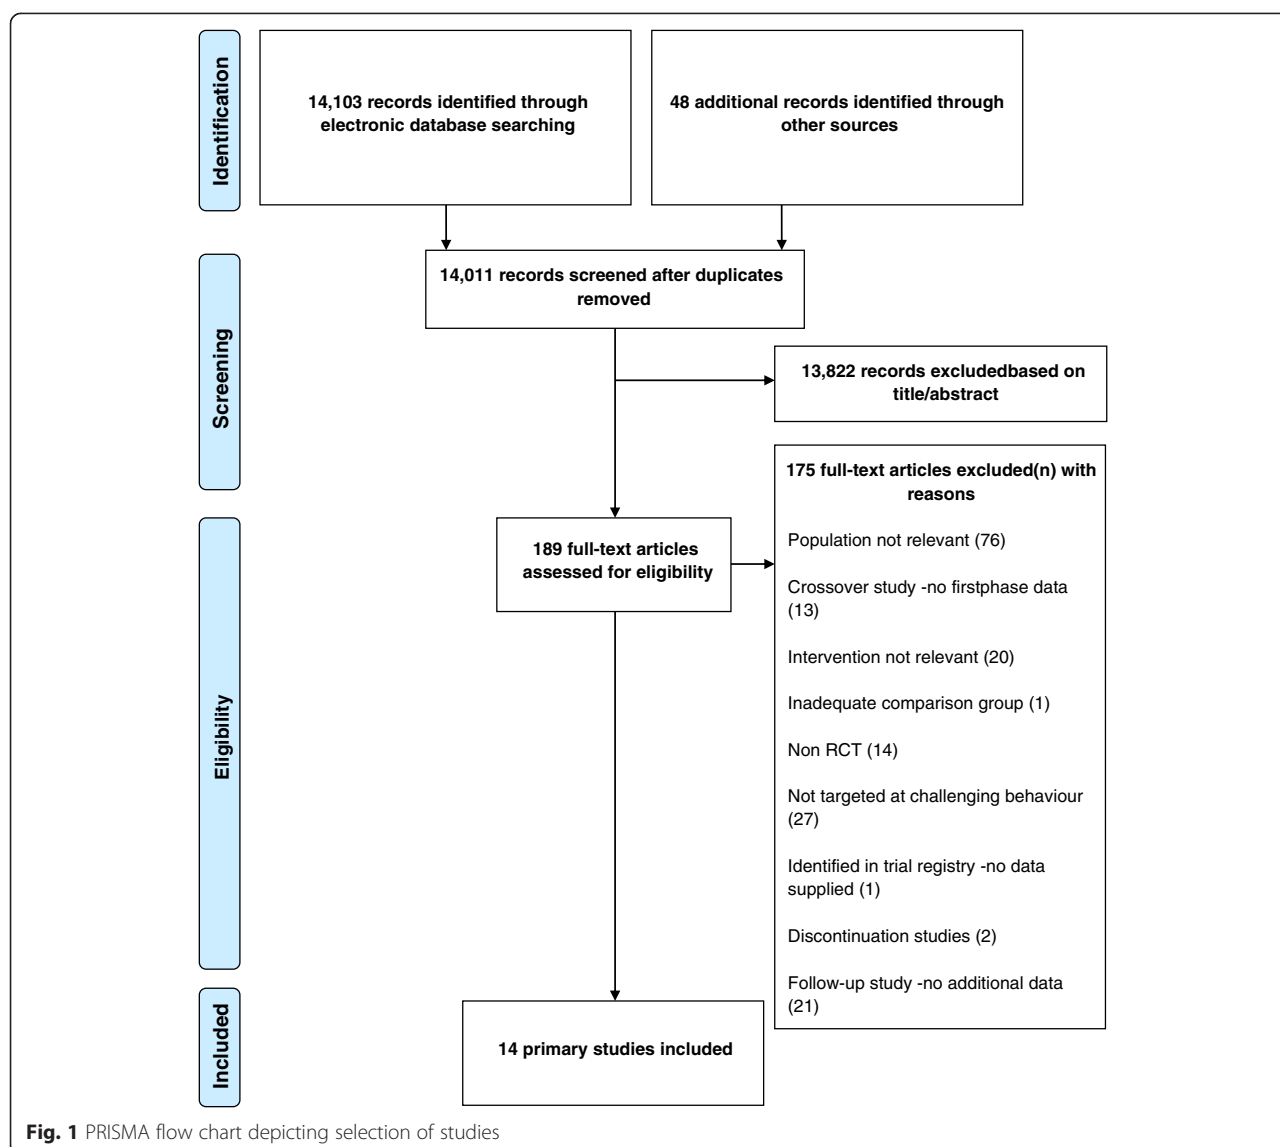 Identification
14,103 records identified through
electronic database searching
48 additional records identified through
other sources
Screening
14,011 records screened after duplicates
removed
13,822 records excludedbased on
title/abstract
Eligibility
189 full-text articles
assessed for eligibility
175 full-text articles excluded(n) with
reasons
Population not relevant (76)
Crossover study -no firstphase data
(13)
Intervention not relevant (20)
Inadequate comparison group (1)
Non RCT (14)
Not targeted at challenging behaviour
(27)
Identified in trial registry -no data
supplied (1)
Discontinuation studies (2)
Follow-up study -no additional data
(21)
Included
14 primary studies included
Fig. 1 PRISMA flow chart depicting selection of studies